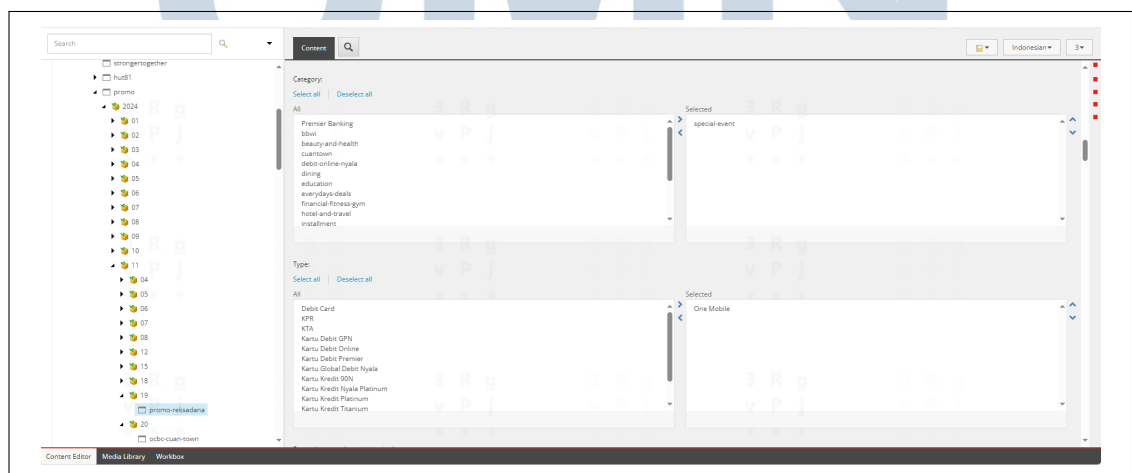 Search
Content
Indonesian
3
strongertogether
hut81
promo
2024
01
02
03
04
05
06
07
08
09
10
11
04
05
06
07
08
12
15
18
19
promo-reksadana
20
ocbc-cuan-town
Category:
Select all Deselect all
All
Premier Banking
bbwi
beauty-and-health
cuantown
debit-online-nyala
dining
education
everydays-deals
financial-fitness-gym
hotel-and-travel
installment
Selected
special-event
Type:
Select all Deselect all
All
Debit Card
KPR
KTA
Kartu Debit GPN
Kartu Debit Online
Kartu Debit Premier
Kartu Global Debit Nyala
Kartu Kredit 90N
Kartu Kredit Nyala Platinum
Kartu Kredit Platinum
Kartu Kredit Titanium
Selected
One Mobile
Content Editor Media Library Workbox